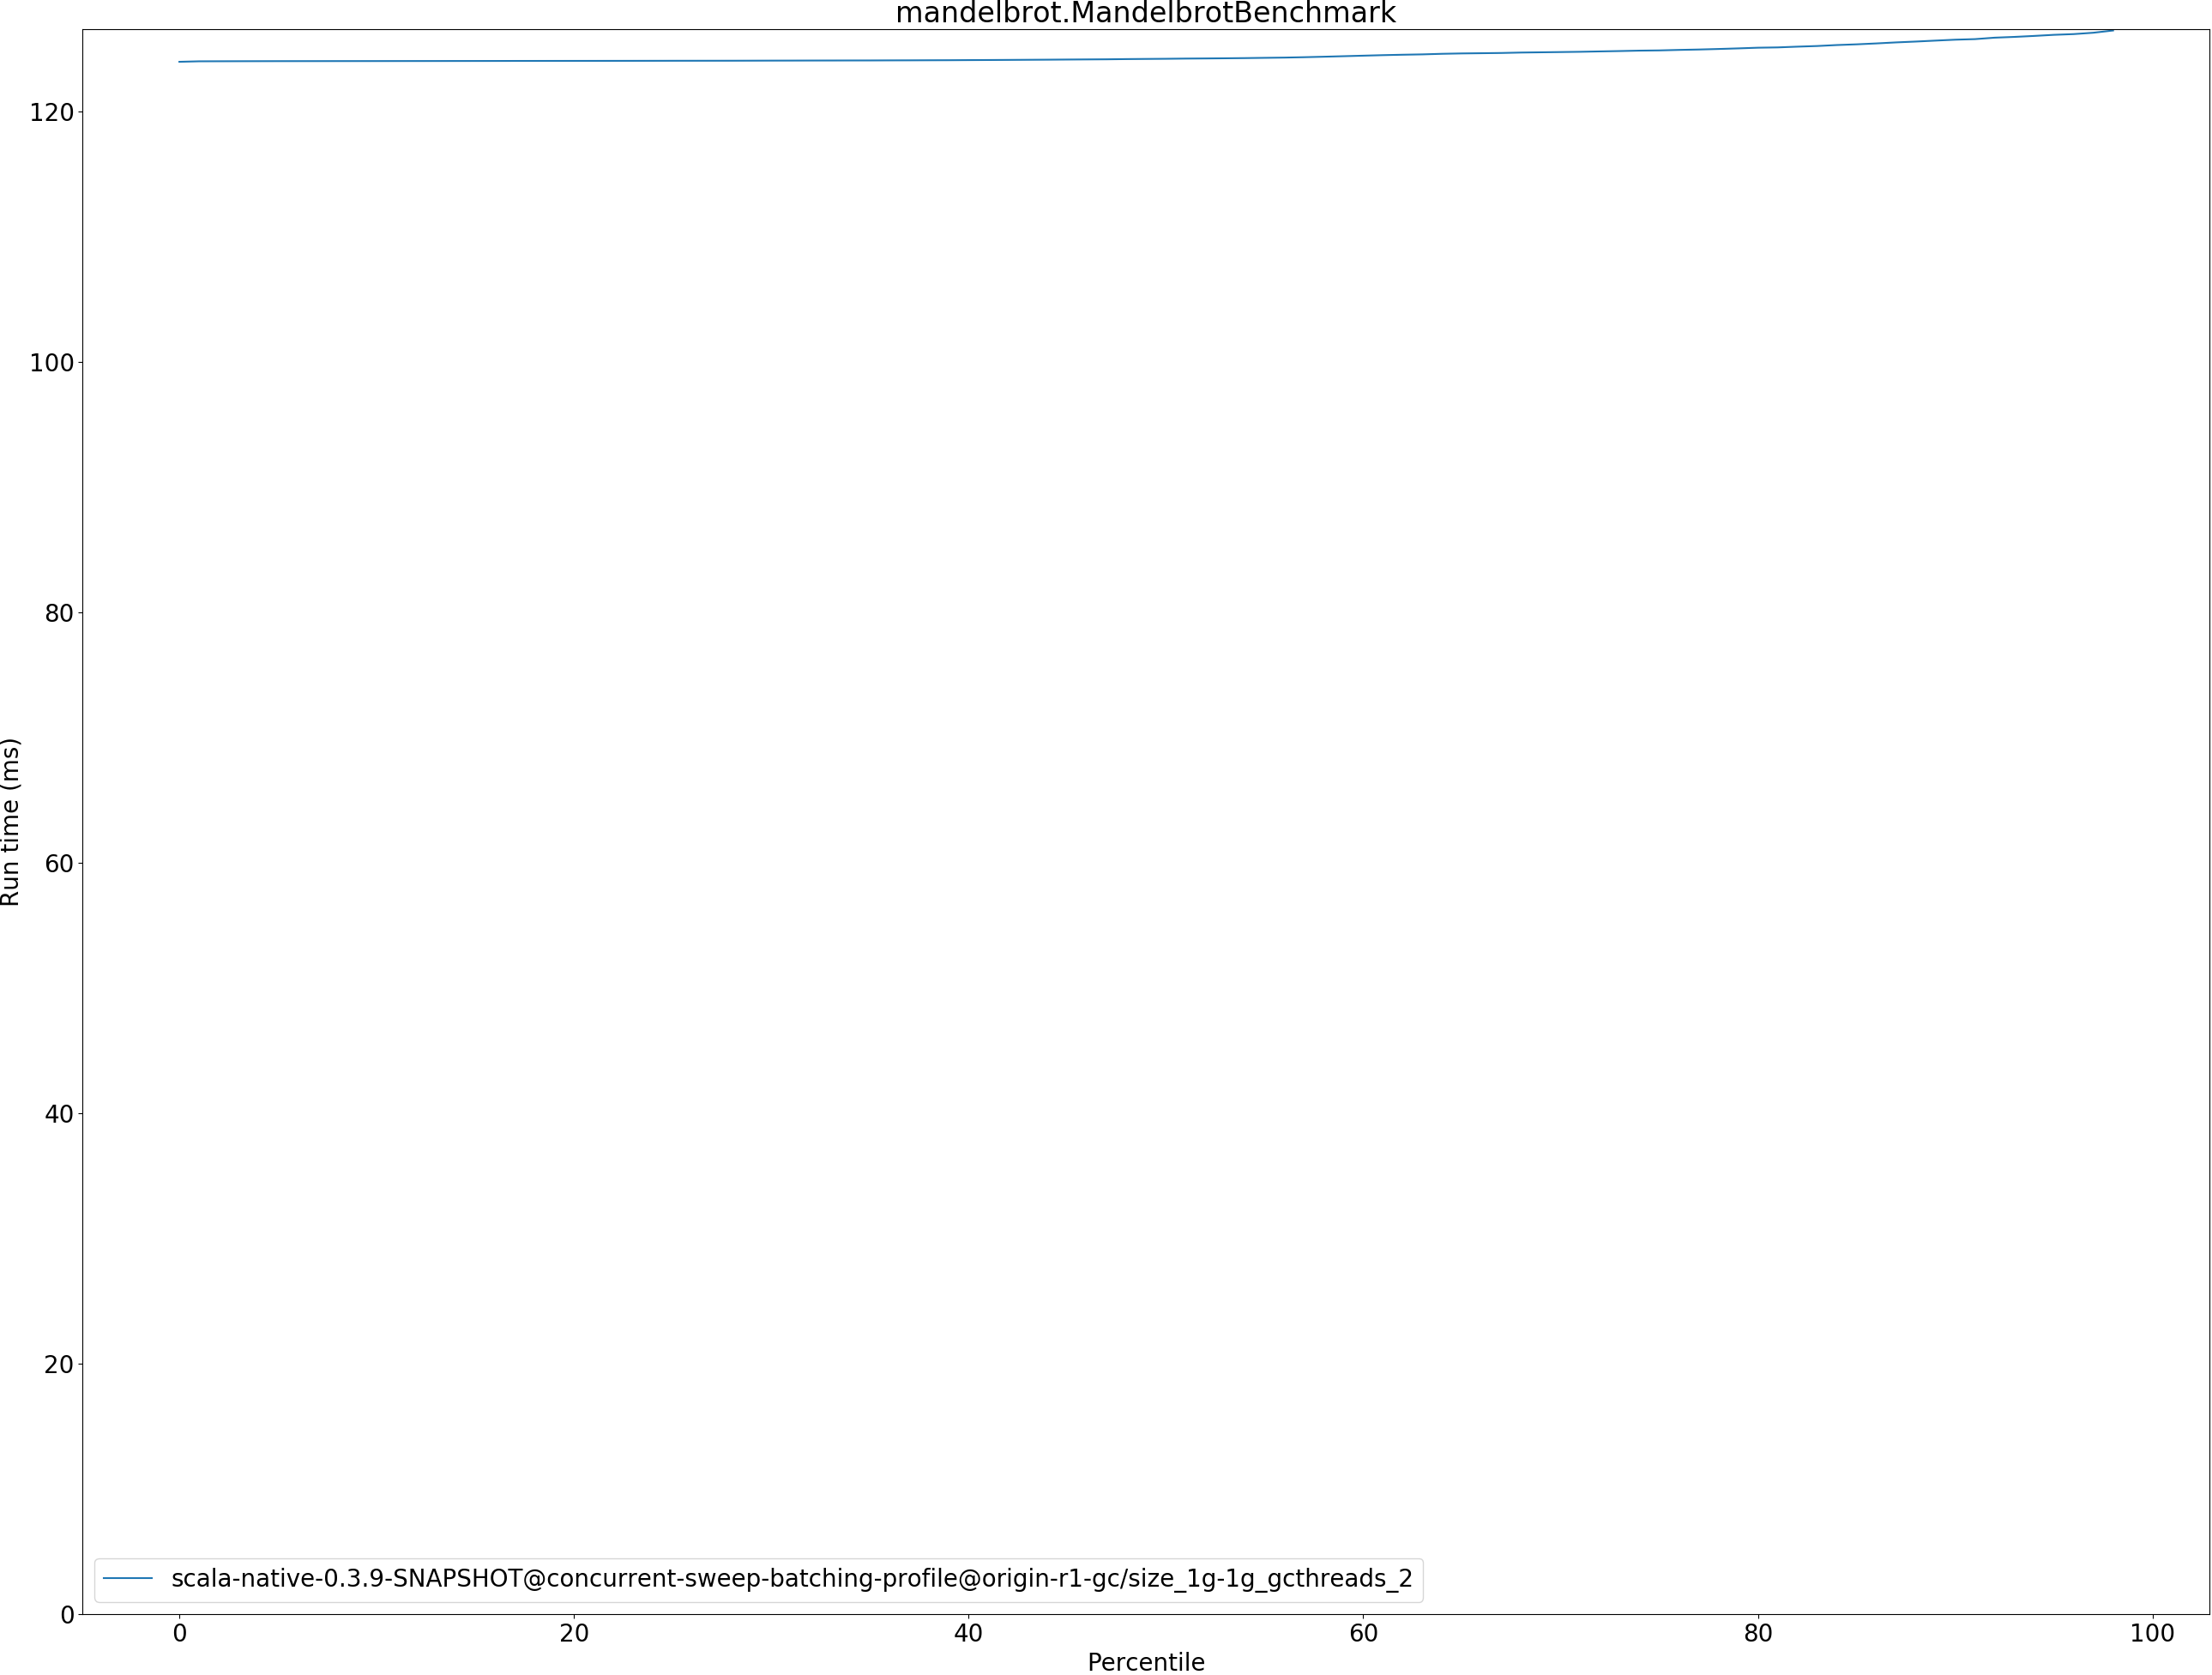 mandelbrot.MandelbrotBenchmark
120
100
80
60
40
20
0
Run time (ms)
scala-native-0.3.9-SNAPSHOT@concurrent-sweep-batching-profile@origin-r1-gc/size_1g-1g_gcthreads_2
0 20 40 60 80 100
Percentile